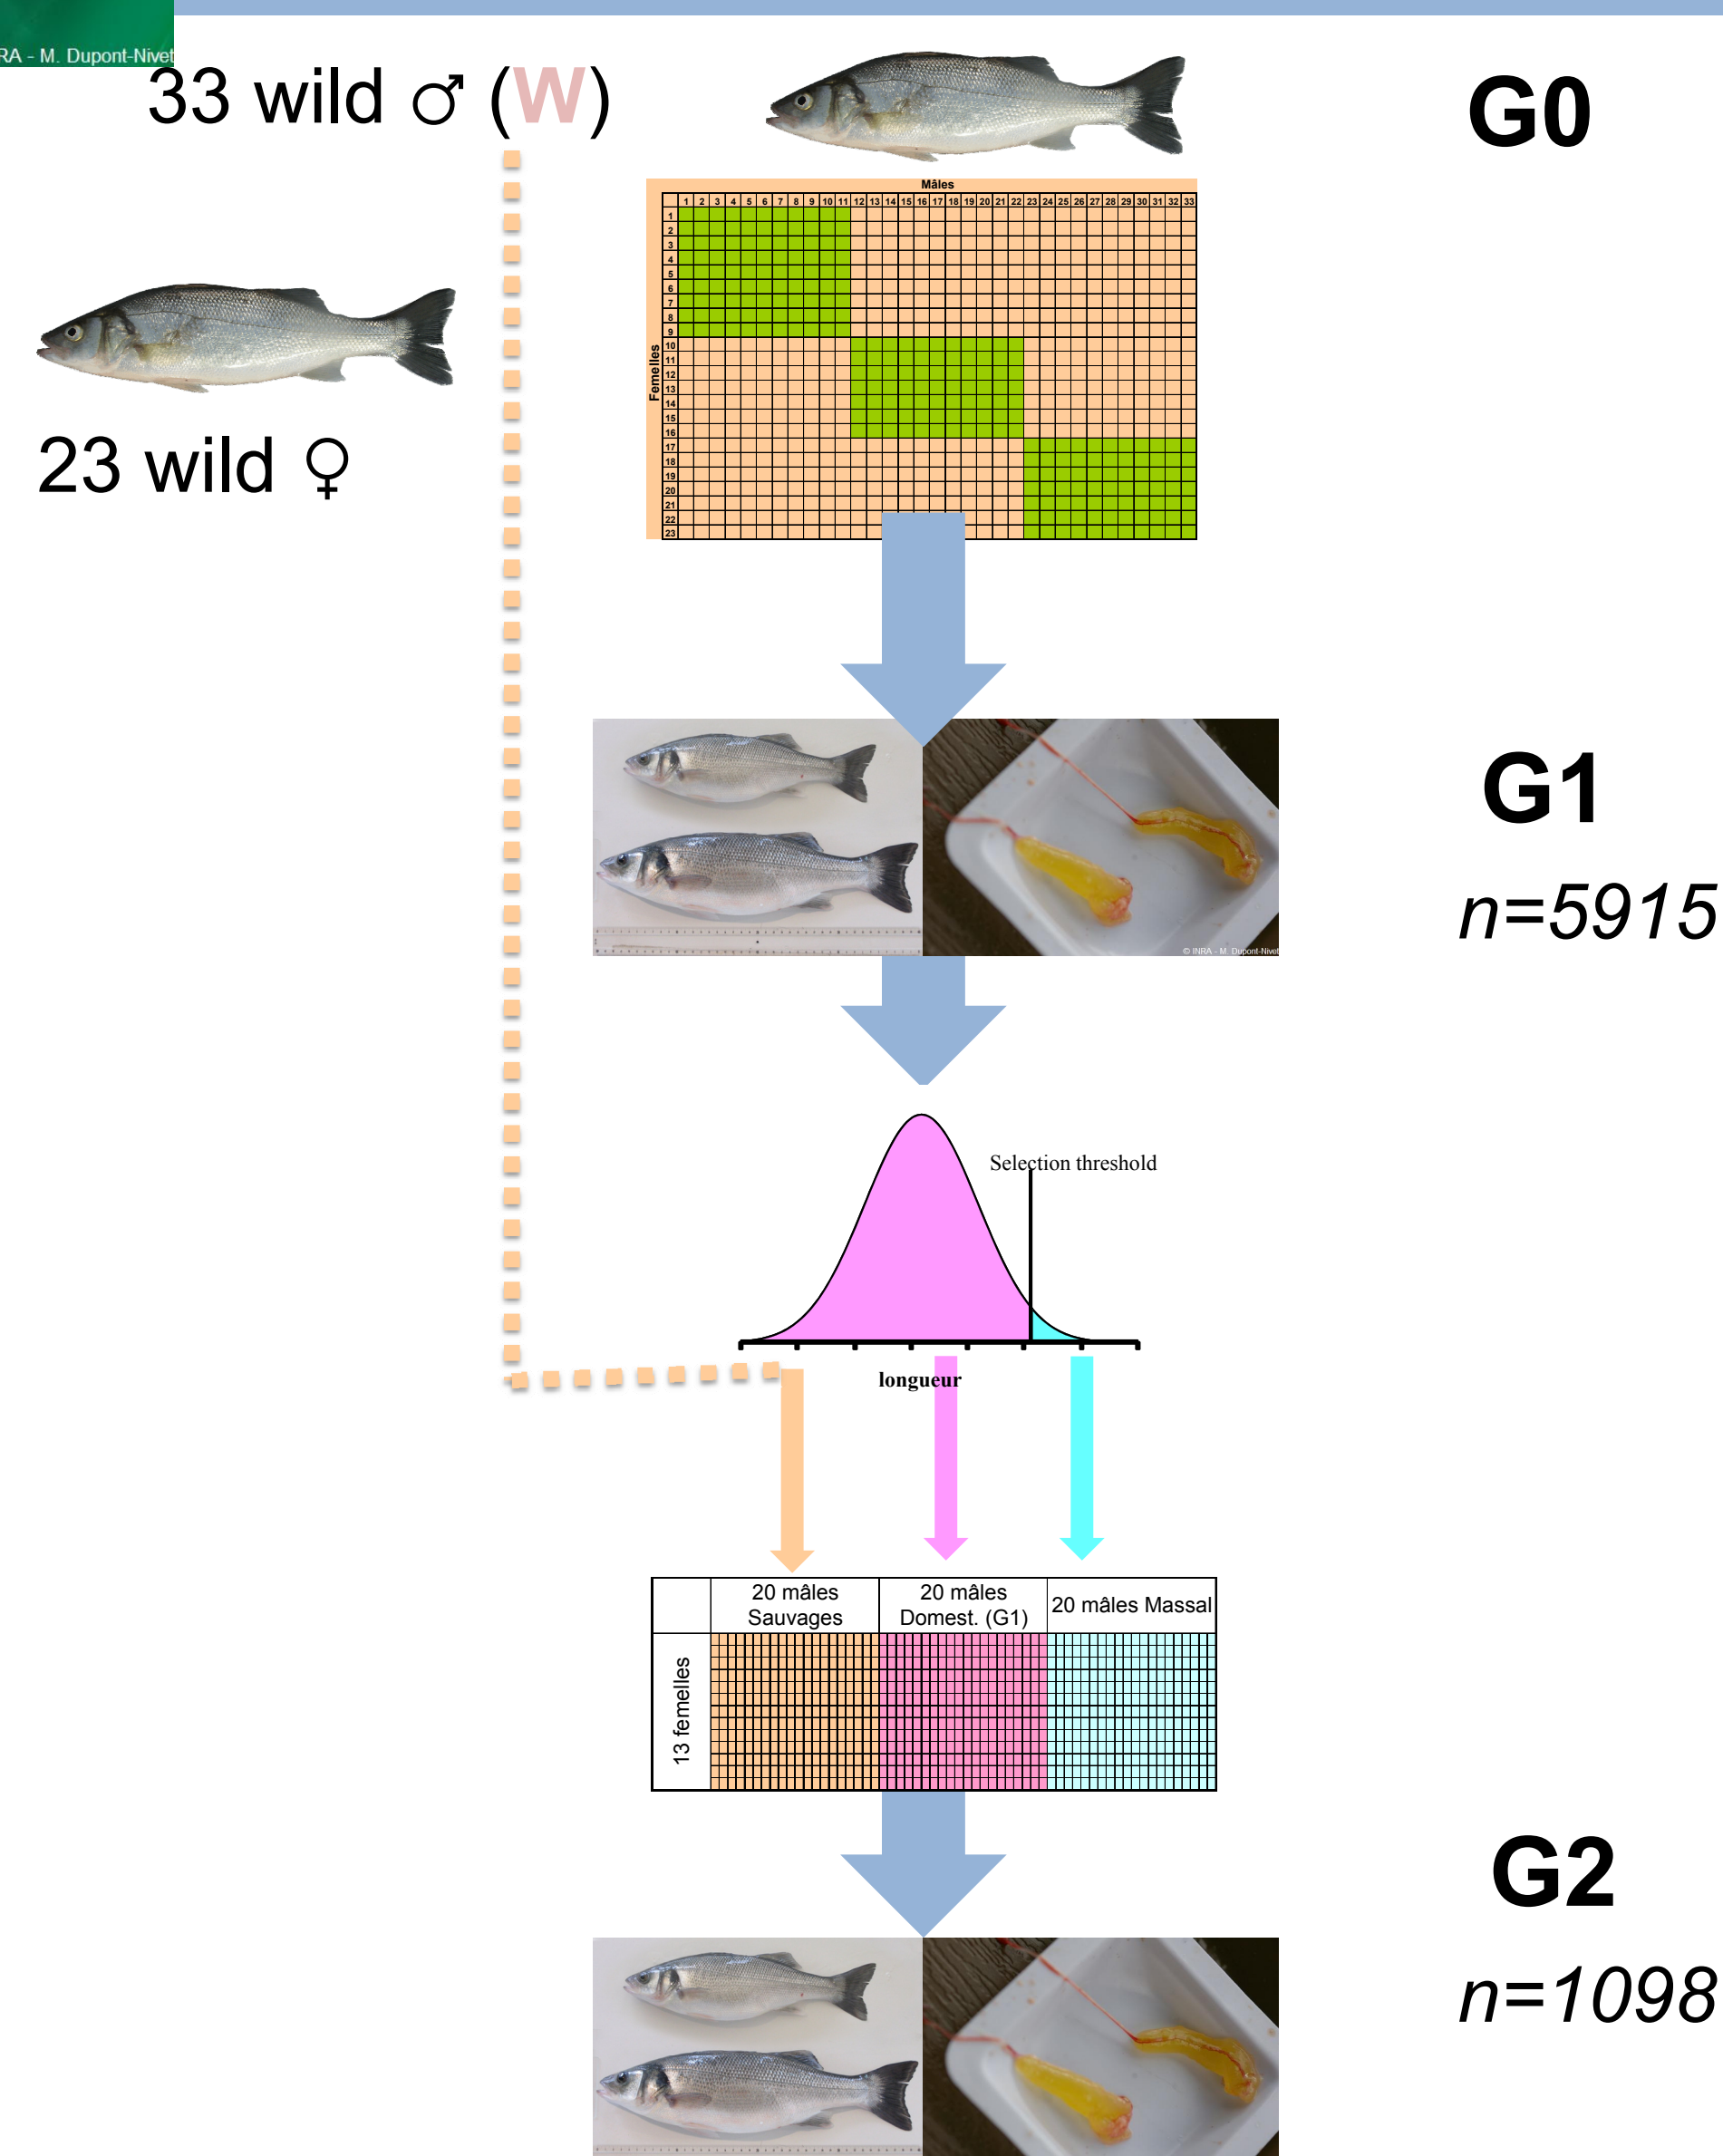 RA - M. Dupont-Nivet
33 wild ♂ (W)
G0
Mâles
1 2 3 4 5 6 7 8 9 10 11 12 13 14 15 16 17 18 19 20 21 22 23 24 25 26 27 28 29 30 31 32 33
Femelles
1
2
3
4
5
6
7
8
9
10
11
12
13
14
15
16
17
18
19
20
21
22
23
23 wild ♀
G1
n=5915
© INRA - M. Dupont-Nivet
Selection threshold
longueur
20 mâles
Sauvages
20 mâles
Domest. (G1)
20 mâles Massal
13 femelles
G2
n=1098